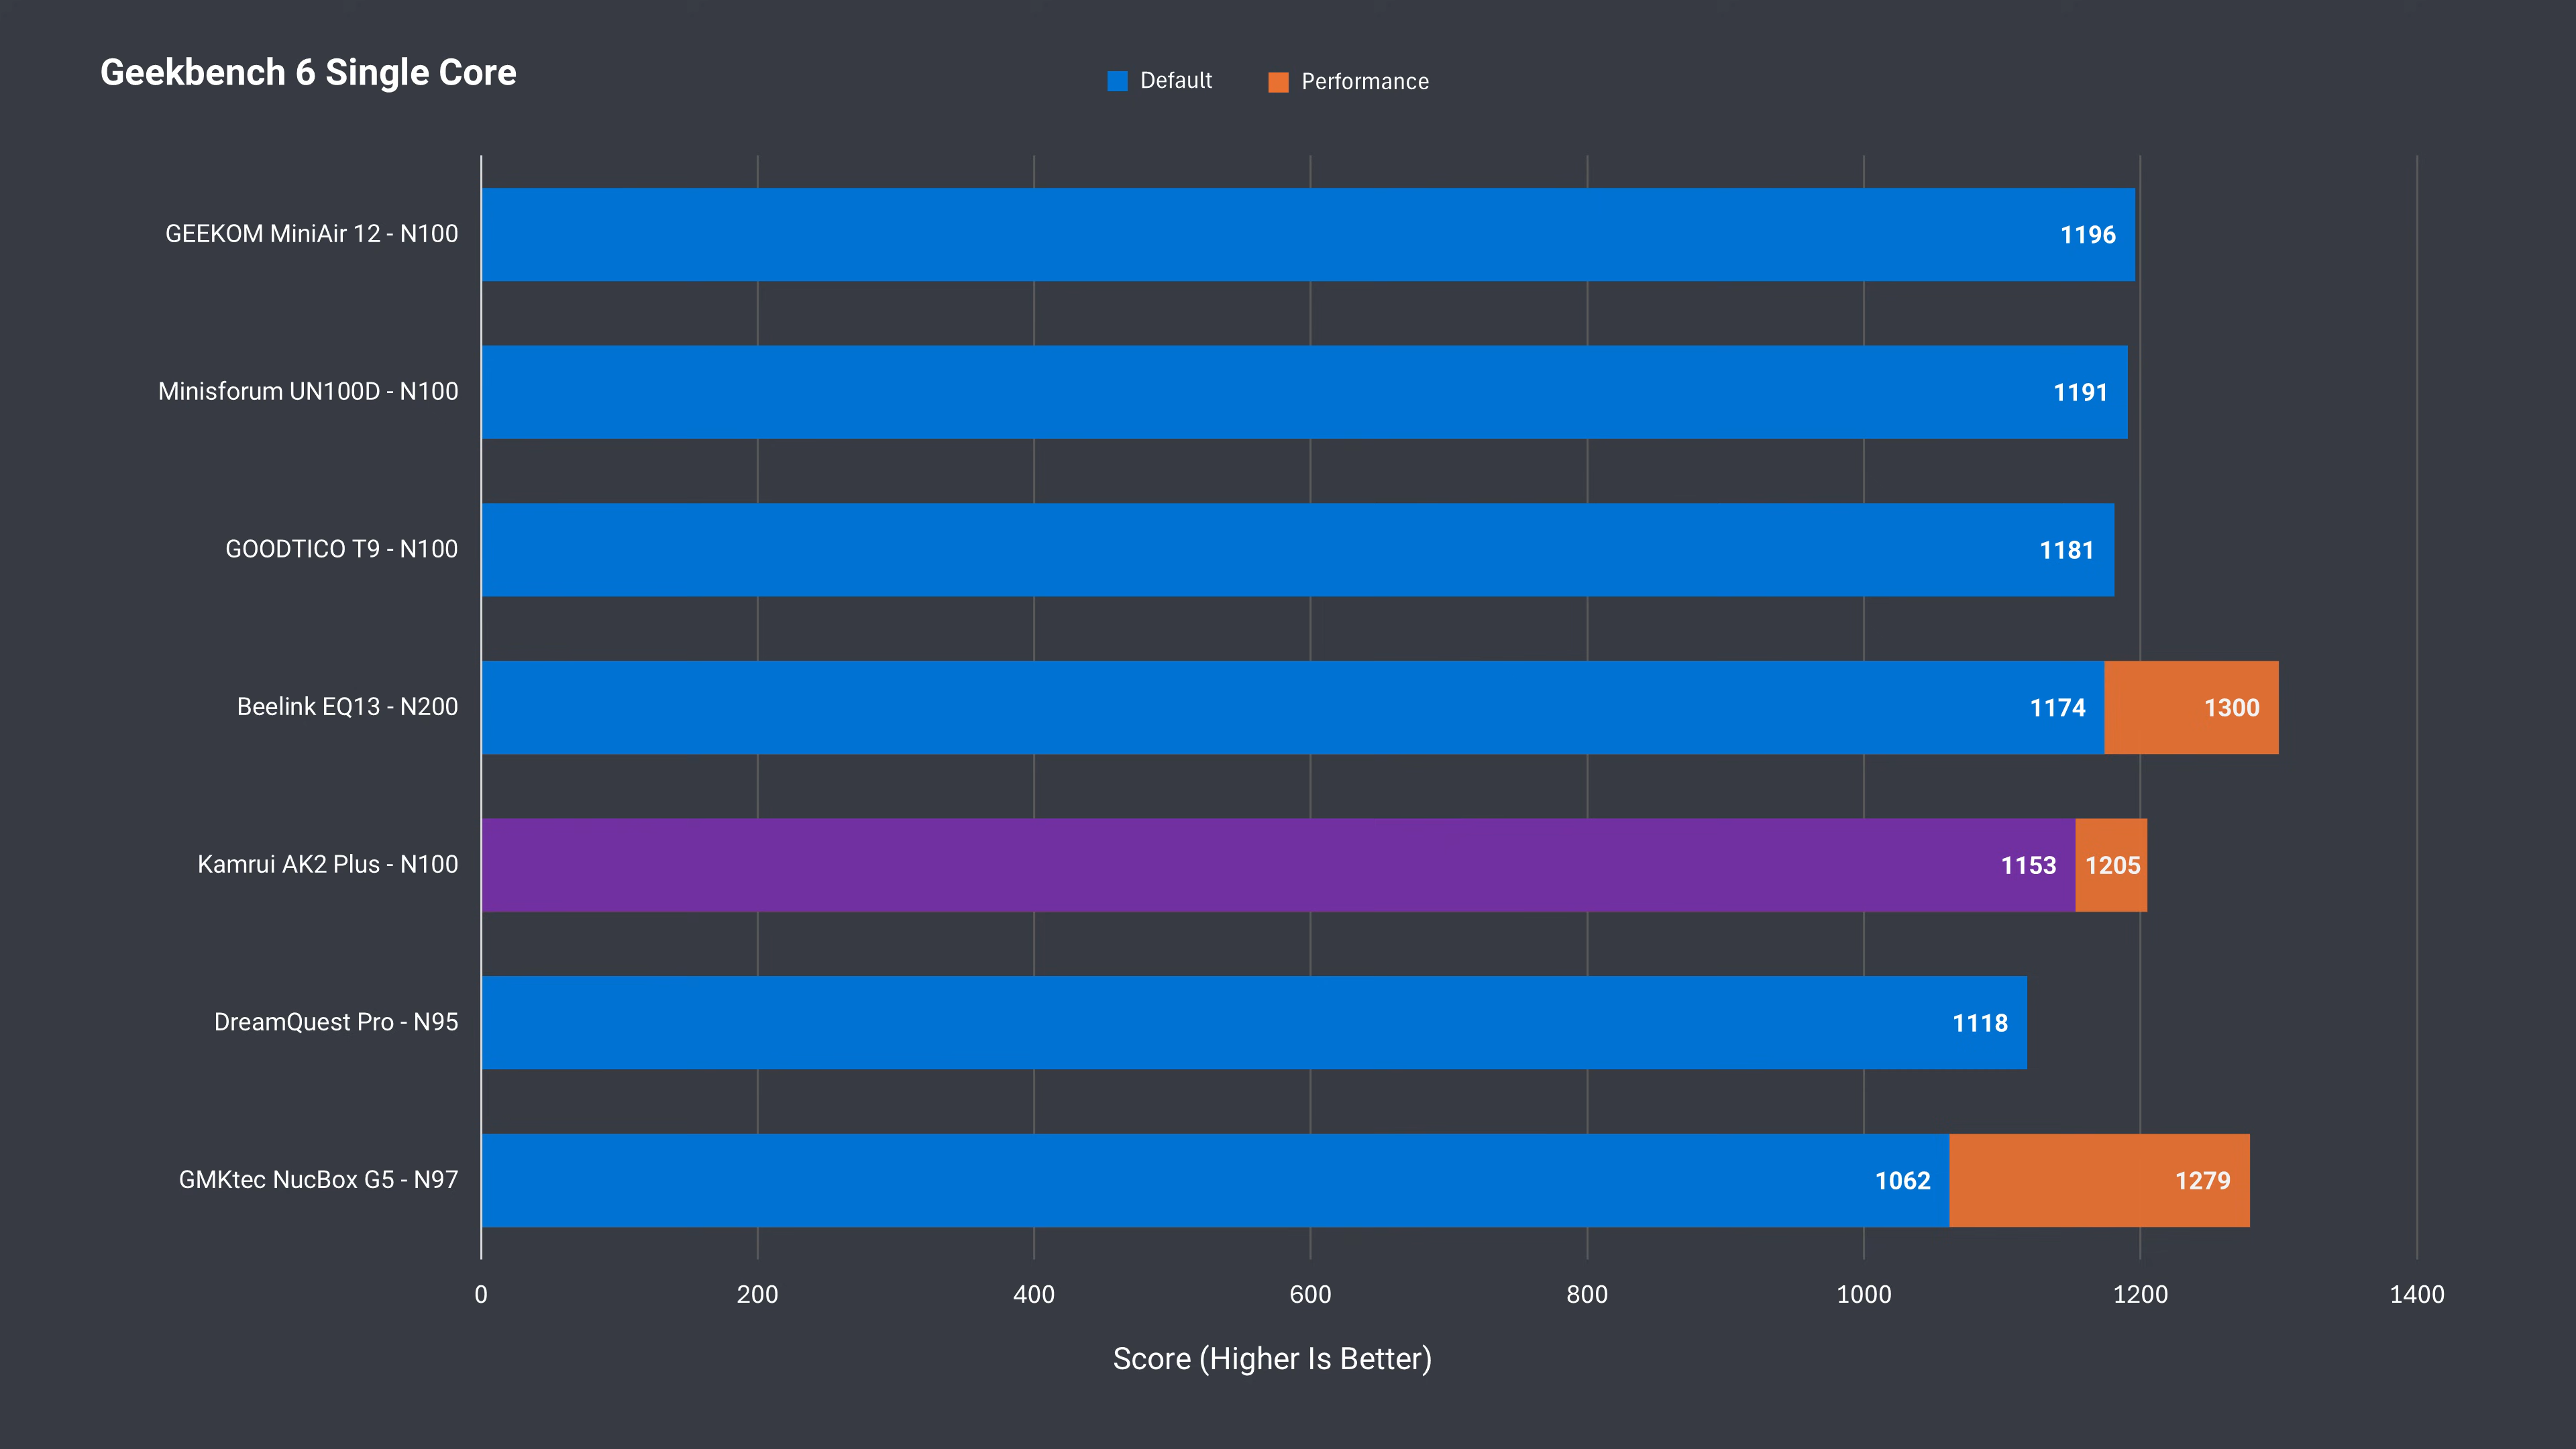 Geekbench 6 Single Core
Default
Performance
GEEKOM MiniAir 12 - N100
1196
Minisforum UN100D - N100
1191
GOODTICO T9 - N100
1181
Beelink EQ13 - N200
1174
1300
Kamrui AK2 Plus - N100
1153
1205
DreamQuest Pro - N95
1118
GMKtec NucBox G5 - N97
1062
1279
0
200
400
600
800
1000
1200
1400
Score (Higher Is Better)